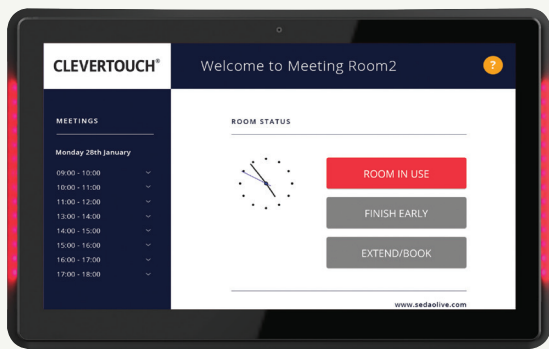 CLEVERTOUCH®
Welcome to Meeting Room2
?
MEETINGS
Monday 28th January
09:00 - 10:00
10:00 - 11:00
11:00 - 12:00
13:00 - 14:00
14:00 - 15:00
15:00 - 16:00
16:00 - 17:00
17:00 - 18:00
ROOM STATUS
ROOM IN USE
FINISH EARLY
EXTEND/BOOK
www.sedaolive.com